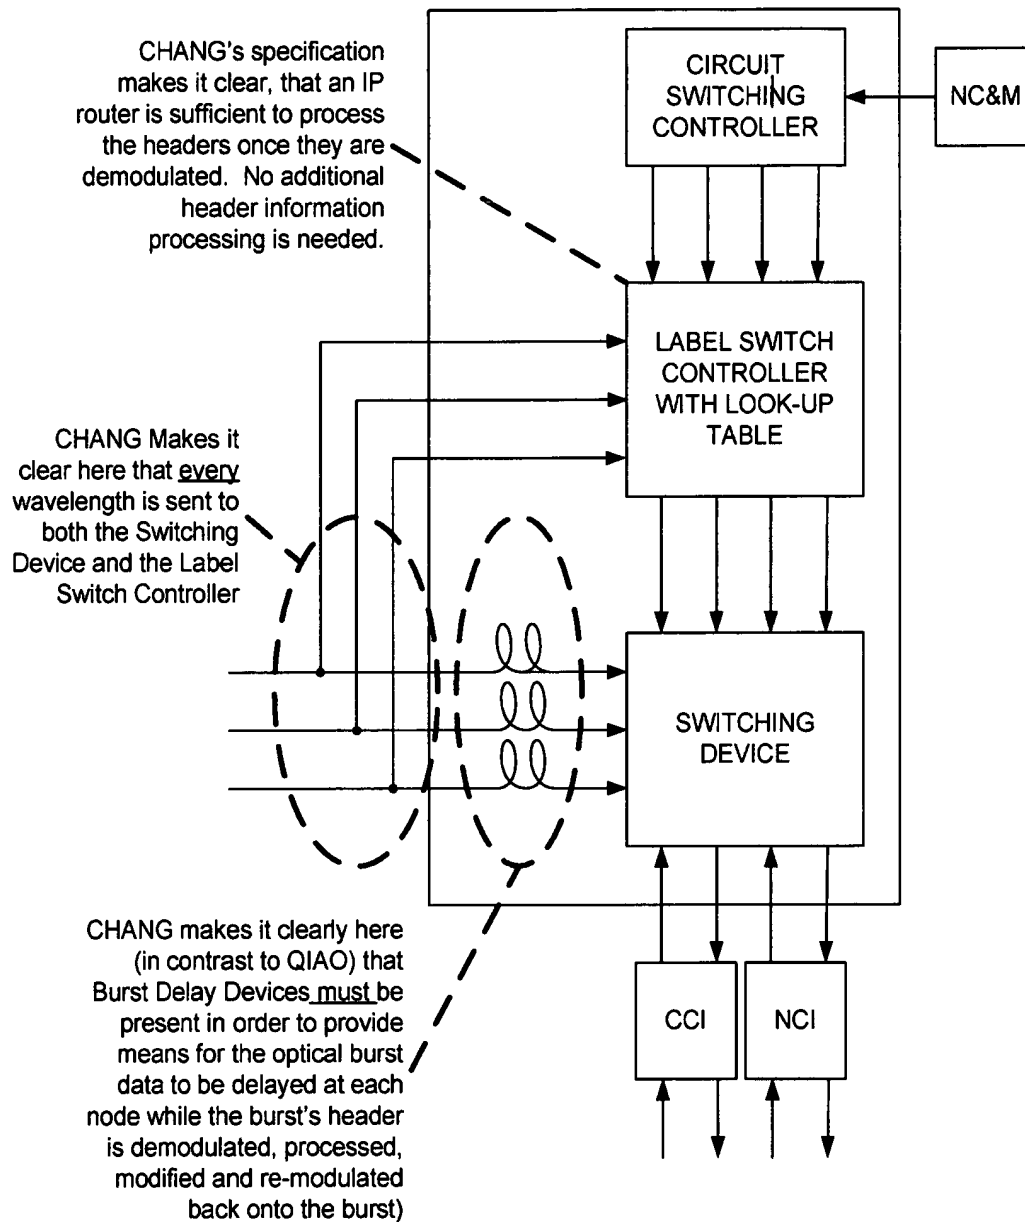 CHANG's specification
makes it clear, that an IP
router is sufficient to process
the headers once they are
demodulated. No additional
header information
processing is needed.
CIRCUIT
SWITCHING
CONTROLLER
NC&M
LABEL SWITCH
CONTROLLER
WITH LOOK-UP
TABLE
CHANG Makes it
clear here that every
wavelength is sent to
both the Switching
Device and the Label
Switch Controller
SWITCHING
DEVICE
CHANG makes it clearly here
(in contrast to QIAO) that
Burst Delay Devices must be
present in order to provide
means for the optical burst
data to be delayed at each
node while the burst's header
is demodulated, processed,
modified and re-modulated
back onto the burst)
CCI
NCI